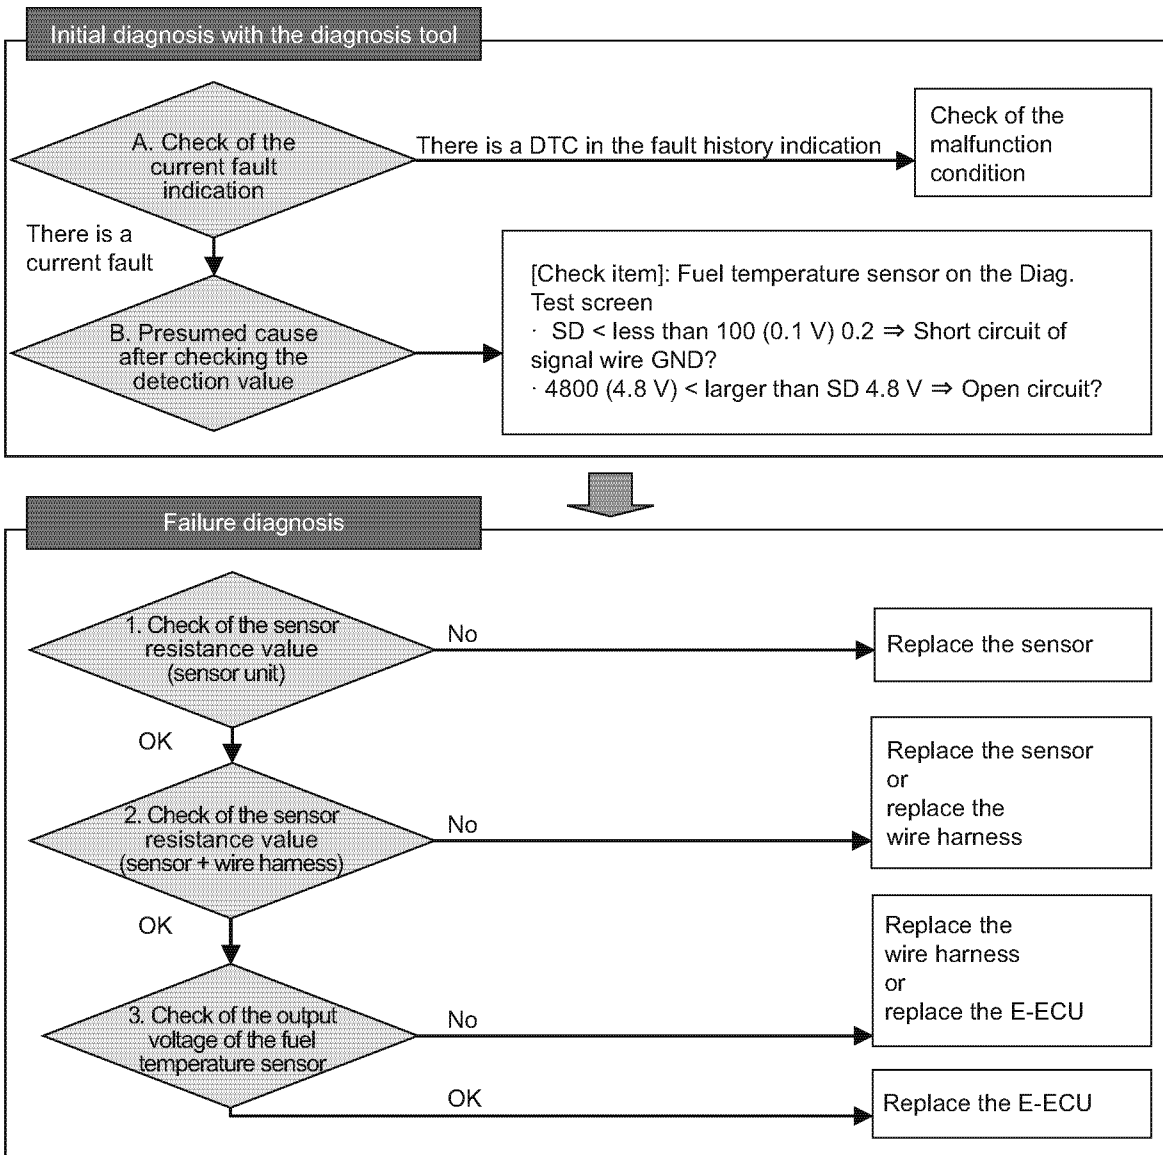 Initial diagnosis with the diagnosis tool
A. Check of the
current fault
indication
There is a DTC in the fault history indication
Check of the
malfunction
condition
There is a
current fault
B. Presumed cause
after checking the
detection value
[Check item]: Fuel temperature sensor on the Diag.
Test screen
· SD < less than 100 (0.1 V) 0.2 ⇒ Short circuit of
signal wire GND?
· 4800 (4.8 V) < larger than SD 4.8 V ⇒ Open circuit?
Failure diagnosis
1. Check of the sensor
resistance value
(sensor unit)
No
Replace the sensor
OK
2. Check of the sensor
resistance value
(sensor + wire harness)
No
Replace the sensor
or
replace the
wire harness
OK
3. Check of the output
voltage of the fuel
temperature sensor
No
Replace the
wire harness
or
replace the E-ECU
OK
Replace the E-ECU